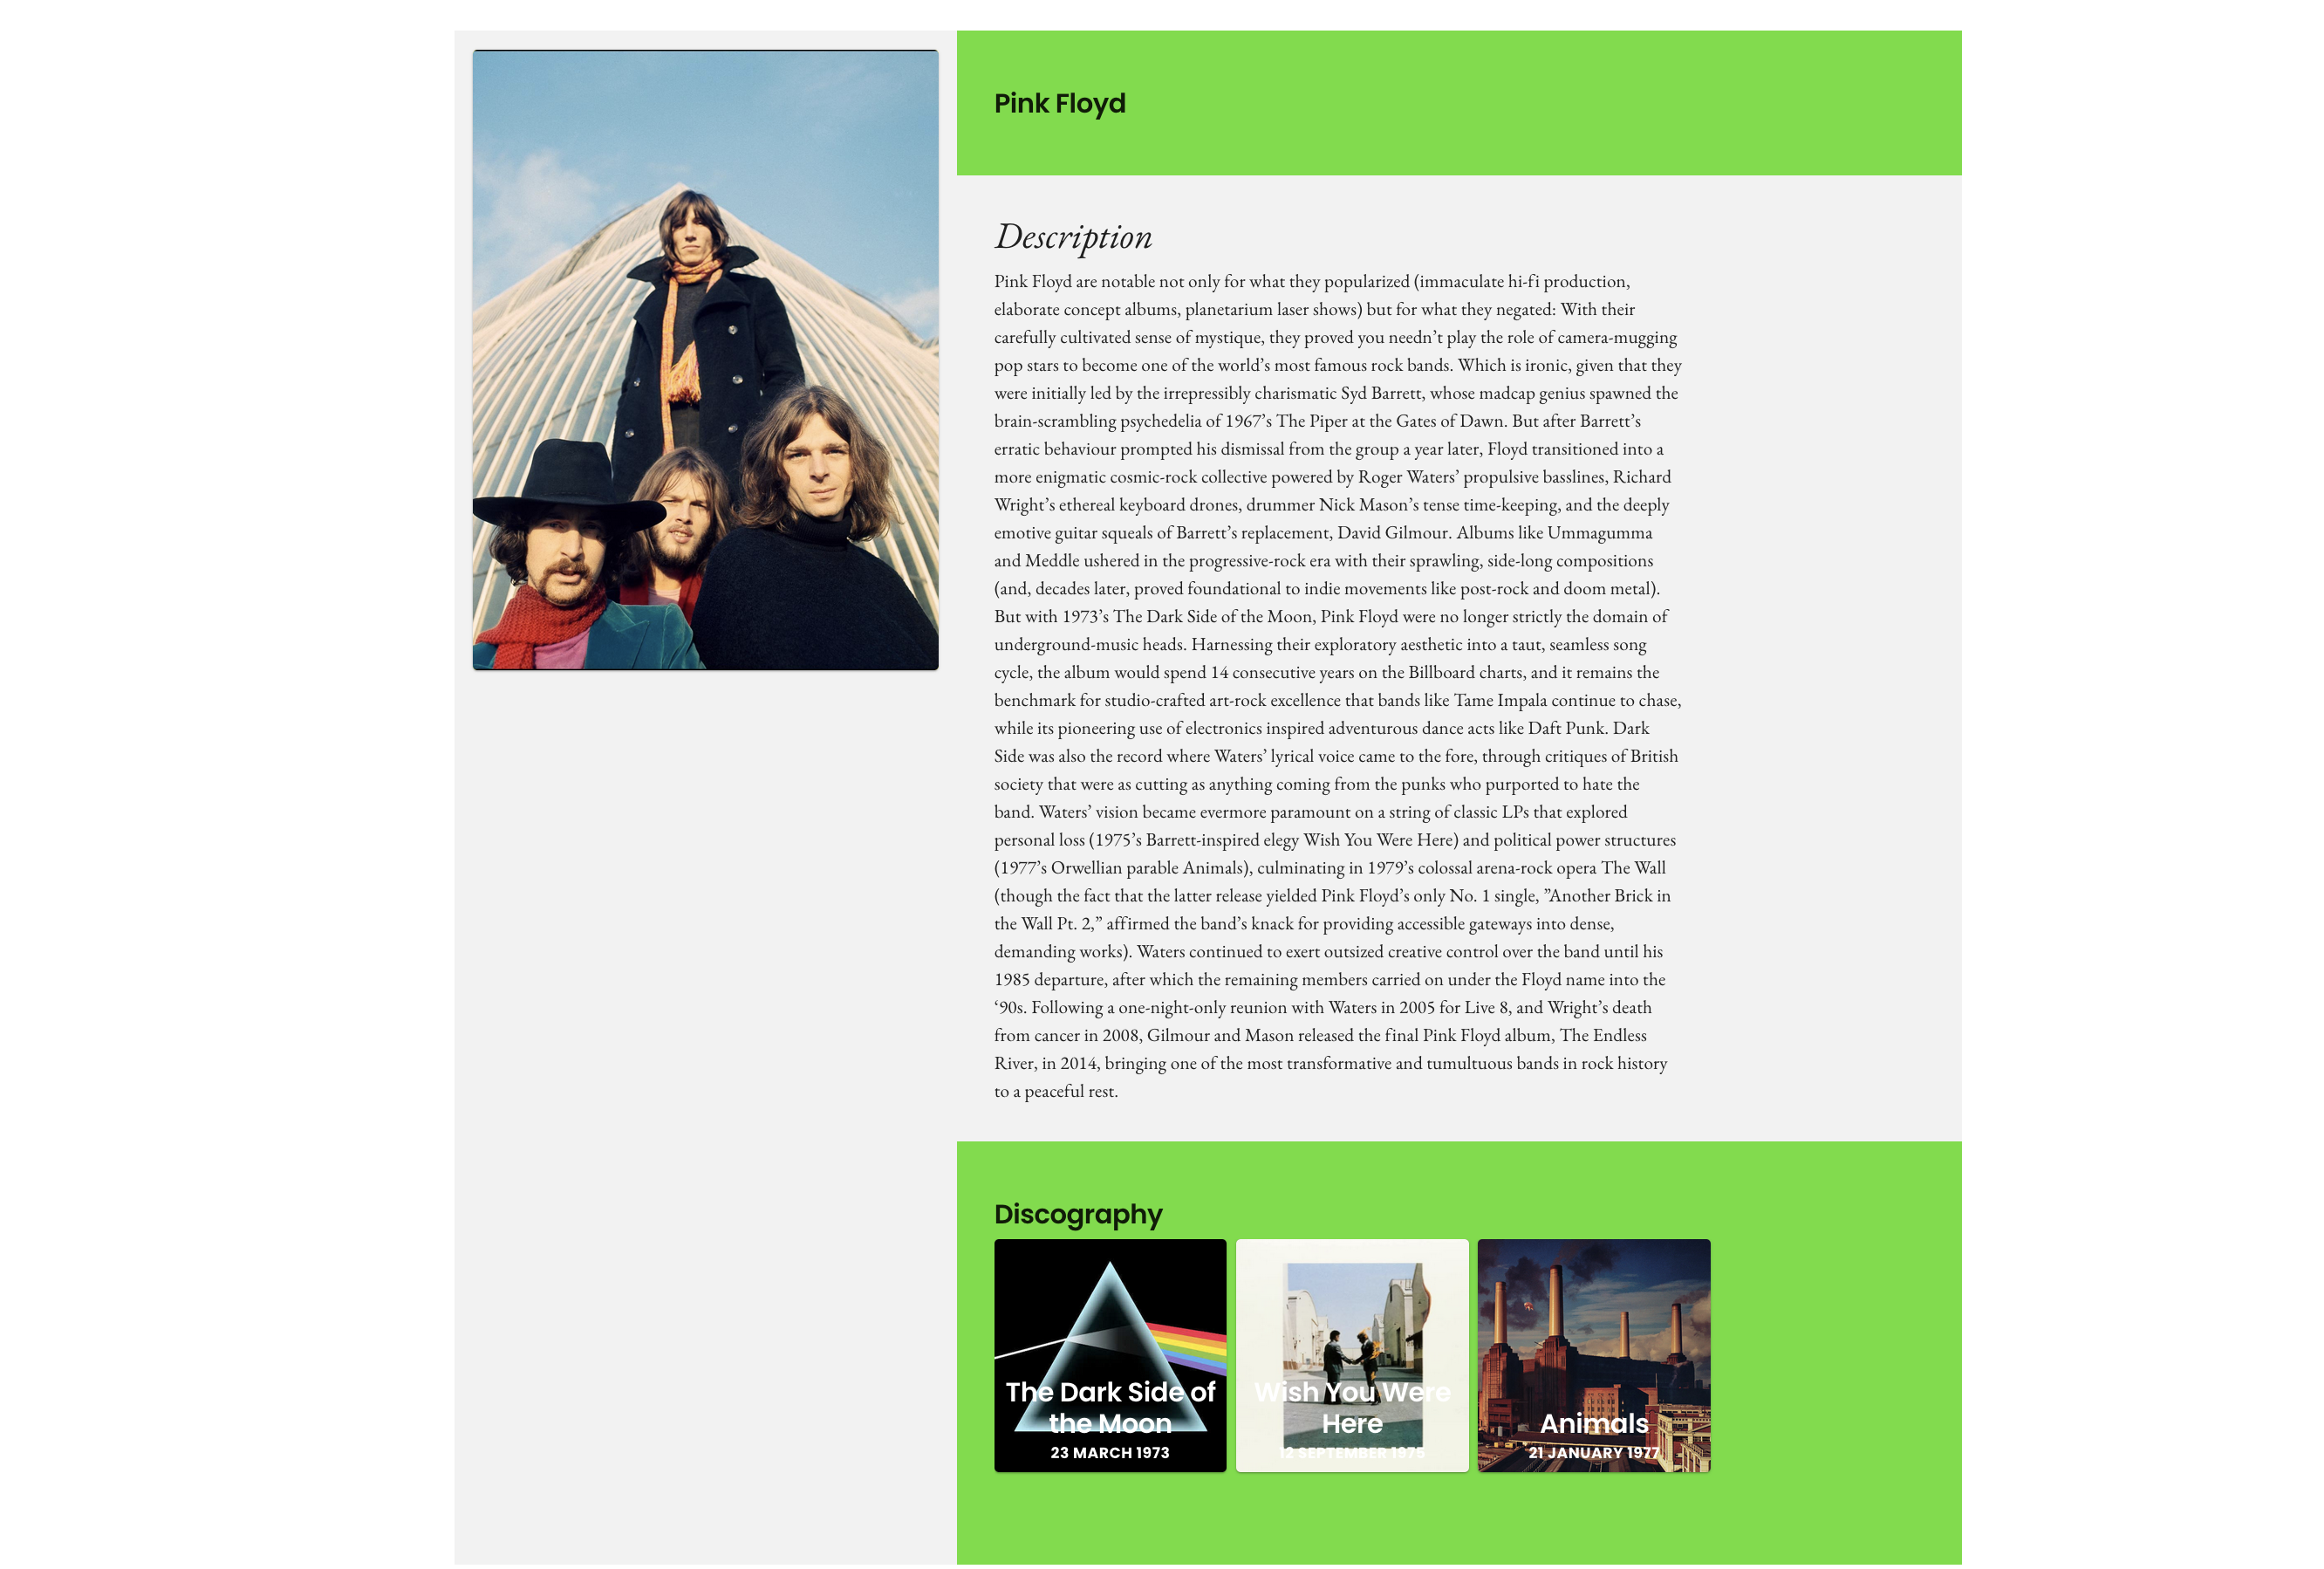 Pink Floyd
Description
Pink Floyd are notable not only for what they popularized (immaculate hi-fi production,
elaborate concept albums, planetarium laser shows) but for what they negated: With their
carefully cultivated sense of mystique, they proved you needn’t play the role of camera-mugging
pop stars to become one of the world’s most famous rock bands. Which is ironic, given that they
were initially led by the irrepressibly charismatic Syd Barrett, whose madcap genius spawned the
brain-scrambling psychedelia of 1967’s The Piper at the Gates of Dawn. But after Barrett’s
erratic behaviour prompted his dismissal from the group a year later, Floyd transitioned into a
more enigmatic cosmic-rock collective powered by Roger Waters’ propulsive basslines, Richard
Wright’s ethereal keyboard drones, drummer Nick Mason’s tense time-keeping, and the deeply
emotive guitar squeals of Barrett’s replacement, David Gilmour. Albums like Ummagumma
and Meddle ushered in the progressive-rock era with their sprawling, side-long compositions
(and, decades later, proved foundational to indie movements like post-rock and doom metal).
But with 1973’s The Dark Side of the Moon, Pink Floyd were no longer strictly the domain of
underground-music heads. Harnessing their exploratory aesthetic into a taut, seamless song
cycle, the album would spend 14 consecutive years on the Billboard charts, and it remains the
benchmark for studio-crafted art-rock excellence that bands like Tame Impala continue to chase,
while its pioneering use of electronics inspired adventurous dance acts like Daft Punk. Dark
Side was also the record where Waters’ lyrical voice came to the fore, through critiques of British
society that were as cutting as anything coming from the punks who purported to hate the
band. Waters’ vision became evermore paramount on a string of classic LPs that explored
personal loss (1975’s Barrett-inspired elegy Wish You Were Here) and political power structures
(1977’s Orwellian parable Animals), culminating in 1979’s colossal arena-rock opera The Wall
(though the fact that the latter release yielded Pink Floyd’s only No. 1 single, ”Another Brick in
the Wall Pt. 2,” affirmed the band’s knack for providing accessible gateways into dense,
demanding works). Waters continued to exert outsized creative control over the band until his
1985 departure, after which the remaining members carried on under the Floyd name into the
‘90s. Following a one-night-only reunion with Waters in 2005 for Live 8, and Wright’s death
from cancer in 2008, Gilmour and Mason released the final Pink Floyd album, The Endless
River, in 2014, bringing one of the most transformative and tumultuous bands in rock history
to a peaceful rest.
Discography
The Dark Side of
the Moon
23 MARCH 1973
Wish You Were
Here
12 SEPTEMBER 1975
Animals
21 JANUARY 1977